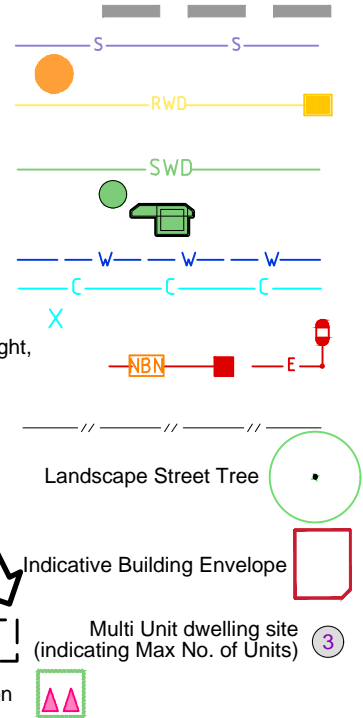 S S
RWD
SWD
W W W
C C C
X
ght,
NBN E
// // //
Landscape Street Tree
Indicative Building Envelope
Multi Unit dwelling site
(indicating Max No. of Units) 3
on